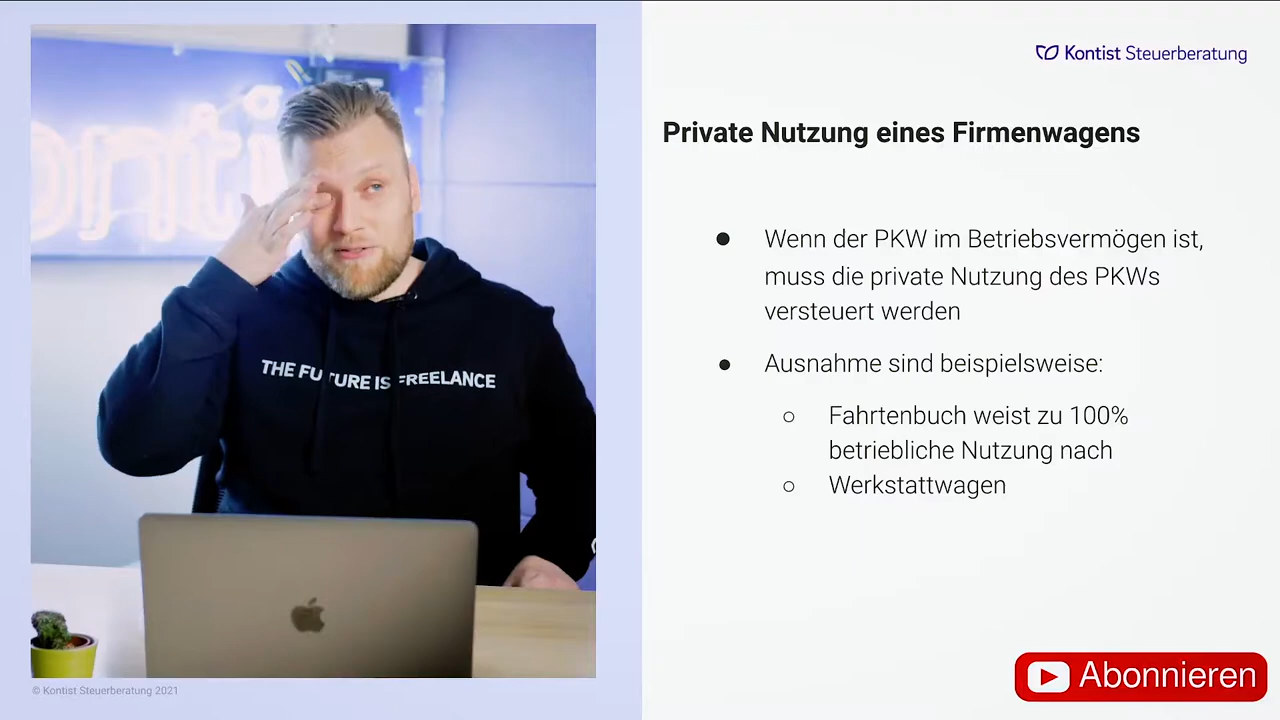 Kontist Steuerberatung
Private Nutzung eines Firmenwagens
● Wenn der PKW im Betriebsvermögen ist,
muss die private Nutzung des PKWs
versteuert werden
● Ausnahme sind beispielsweise:
○ Fahrtenbuch weist zu 100%
betriebliche Nutzung nach
○ Werkstattwagen
THE FUTURE IS FREELANCE
© Kontist Steuerberatung 2021
Abonnieren